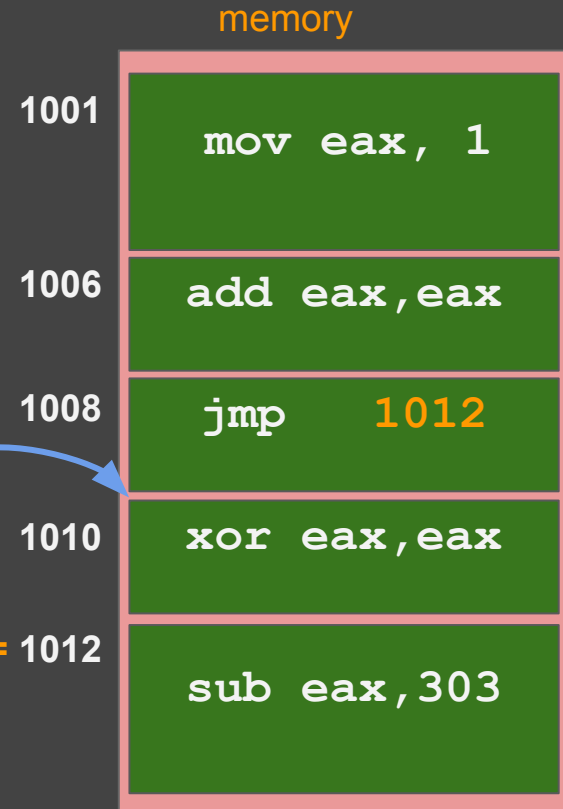 memory
1001
mov eax, 1
1006
add eax,eax
1008
jmp 1012
1010
xor eax,eax
= 1012
sub eax,303